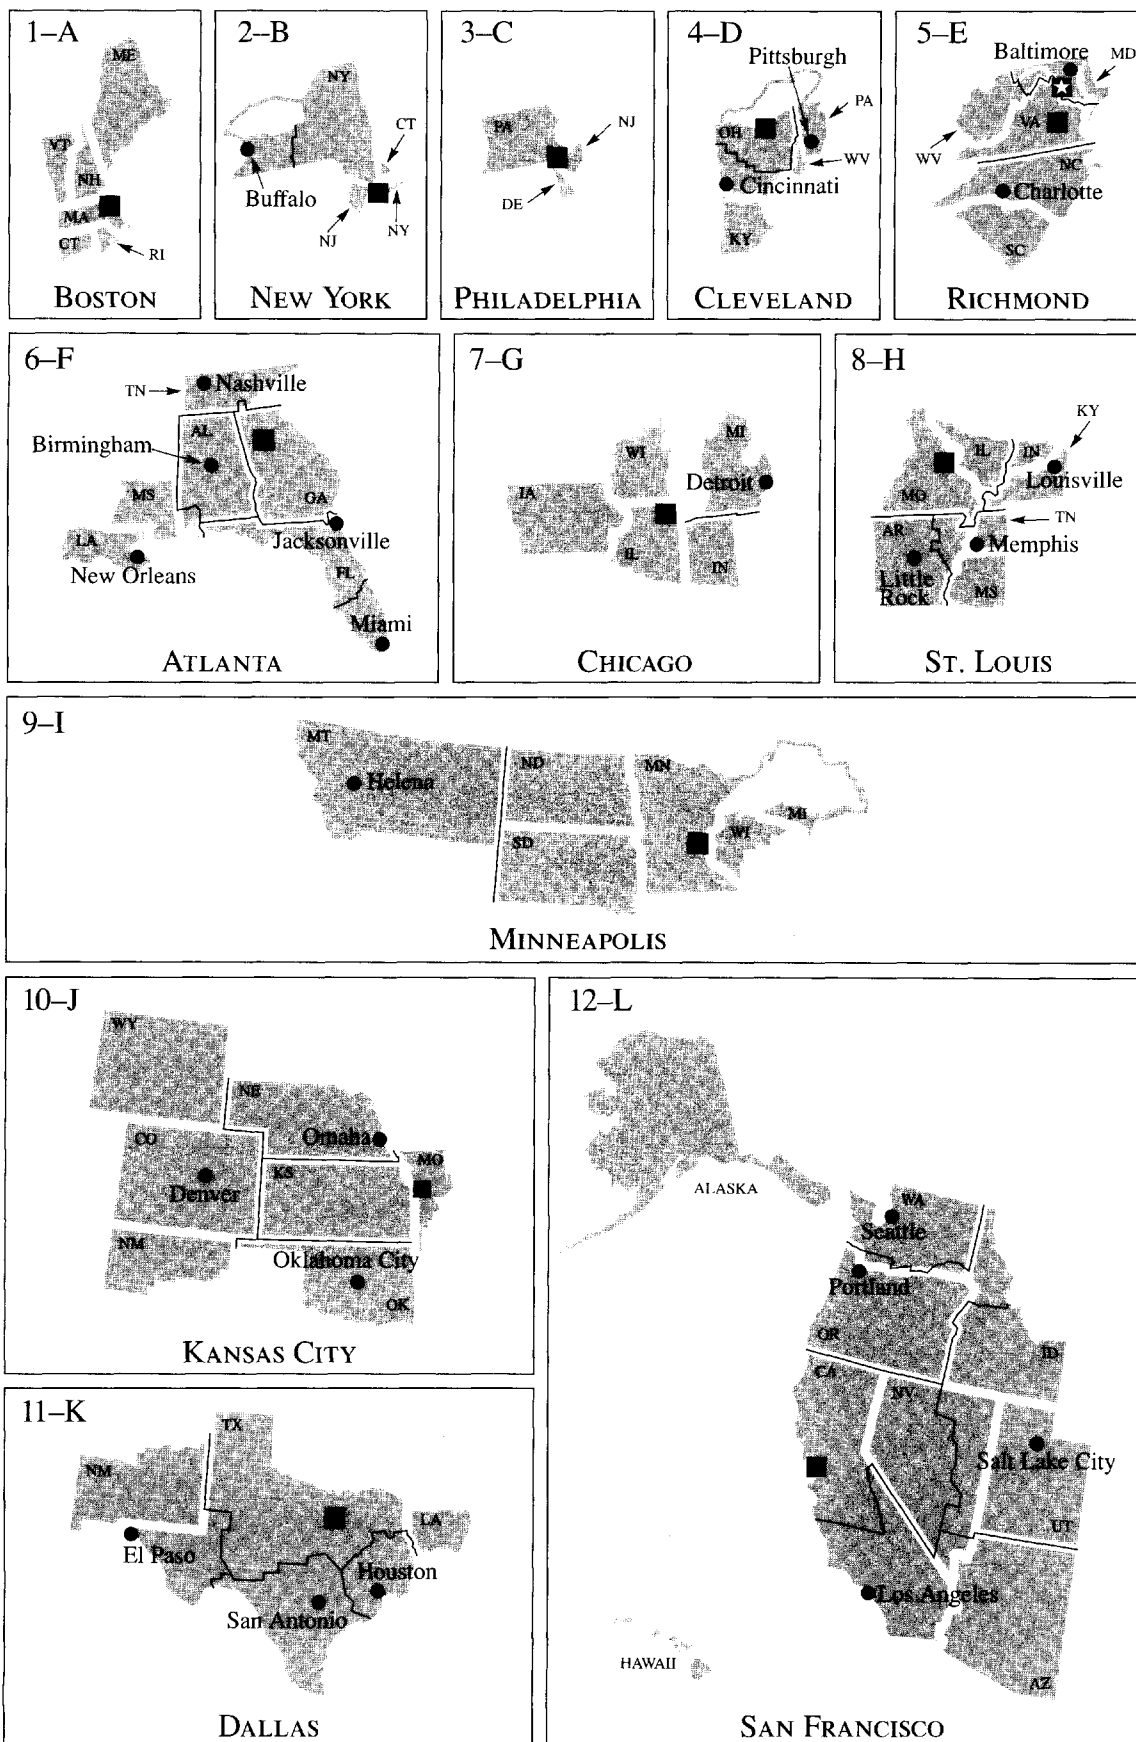 1–A
ME
VT
NH
MA
CT
RI
BOSTON
2–B
NY
CT
Buffalo
NJ
NY
NEW YORK
3–C
PA
NJ
DE
PHILADELPHIA
4–D
Pittsburgh
PA
OH
WV
Cincinnati
KY
CLEVELAND
5–E
Baltimore
MD
VA
WV
NC
Charlotte
SC
RICHMOND
6–F
TN
Nashville
AL
Birmingham
MS
GA
LA
Jacksonville
New Orleans
FL
Miami
ATLANTA
7–G
MI
WI
IA
Detroit
IL
IN
CHICAGO
8–H
KY
IL
IN
Louisville
MO
TN
AR
Memphis
Little
Rock
MS
ST. LOUIS
9–I
MT
ND
MN
Helena
MI
WI
SD
MINNEAPOLIS
10–J
WY
NE
CO
Omaha
MO
KS
Denver
NM
Oklahoma City
OK
KANSAS CITY
11–K
TX
NM
LA
El Paso
Houston
San Antonio
DALLAS
12–L
ALASKA
WA
Seattle
Portland
OR
ID
CA
NV
Salt Lake City
UT
Los Angeles
HAWAII
AZ
SAN FRANCISCO